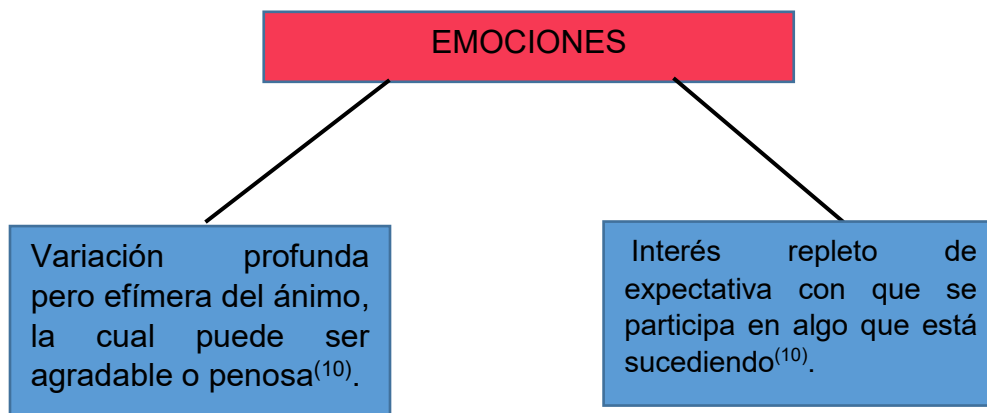 EMOCIONES
Variación profunda
pero efímera del ánimo,
la cual puede ser
agradable o penosa(10).
Interés repleto de
expectativa con que se
participa en algo que está
sucediendo(10).